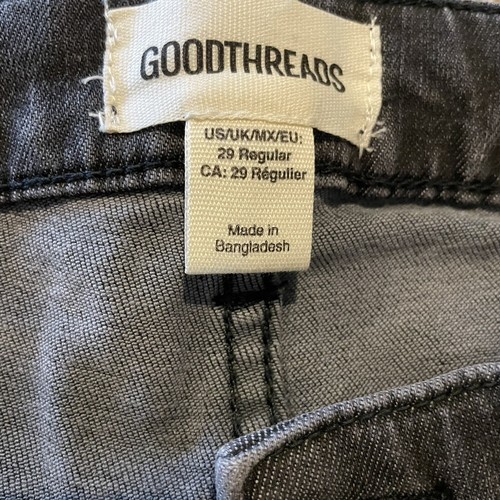 GOODTHREADS
US/UK/MX/EU:
29 Regular
CA: 29 Régulier
Made in
Bangladesh